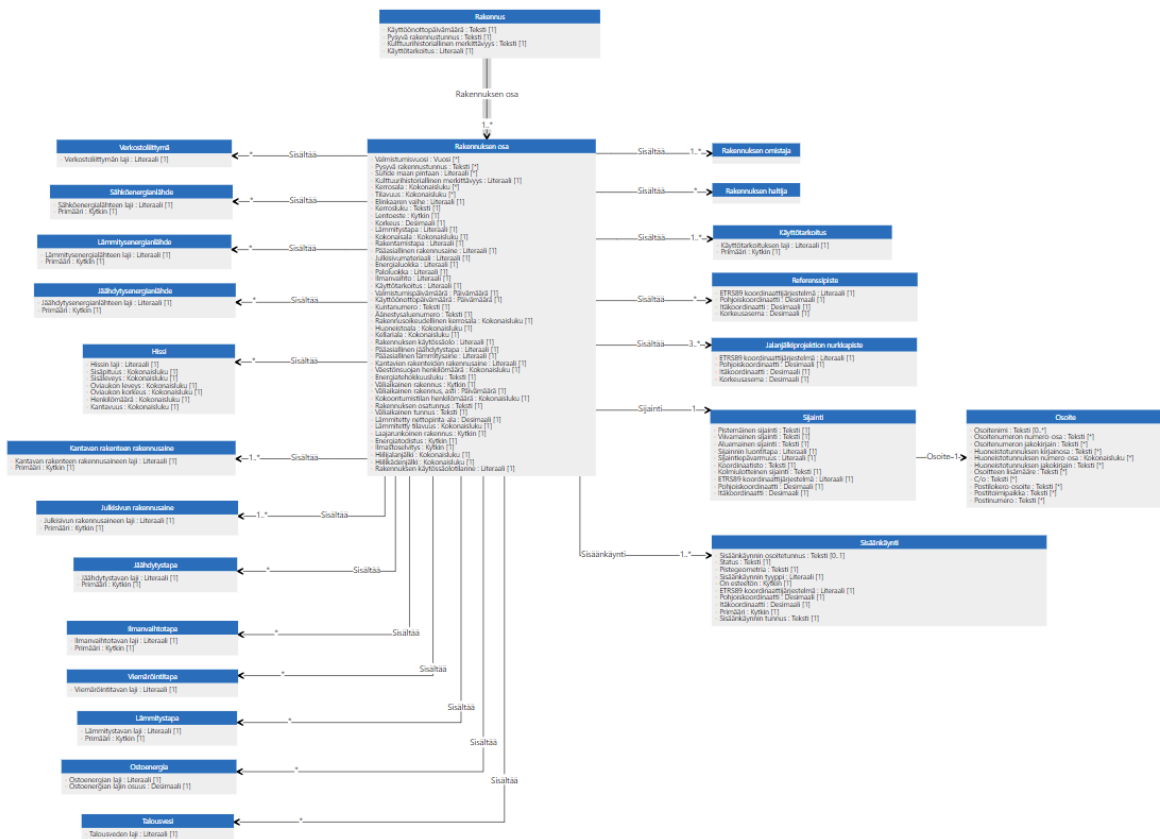 Rakennus
Käyttöönottopäivämäärä : Teksti [1]
Pysyvä rakennustunnus : Teksti [1]
Kulttuurihistoriallinen merkittävyys : Teksti [1]
Käyttötarkoitus : Literaali [1]
Rakennuksen osa
1..*
Rakennuksen osa
Valmistumisvuosi : Vuosi [*]
Pysyvä rakennustunnus : Teksti [*]
Suhde maan pintaan : Literaali [*]
Kulttuurihistoriallinen merkittävyys : Literaali [1]
Kerrosala : Kokonaisluku [*]
Tilavuus : Kokonaisluku [*]
Elinkaaren vaihe : Literaali [1]
Kerrosluku : Teksti [1]
Lentoeste : Kytkin [1]
Korkeus : Desimaali [1]
Lämmitystapa : Literaali [1]
Kokonaisala : Kokonaisluku [1]
Rakentamistapa : Literaali [1]
Pääasiallinen rakennusaine : Literaali [1]
Julkisivumateriaali : Literaali [1]
Energialuokka : Literaali [1]
Paloluokka : Literaali [1]
Ilmanvaihto : Literaali [1]
Käyttötarkoitus : Literaali [1]
Valmistumispäivämäärä : Päivämäärä [1]
Käyttöönottopäivämäärä : Päivämäärä [1]
Kuntanumero : Teksti [1]
Äänestysaluenumero : Teksti [1]
Rakennusoikeudellinen kerrosala : Kokonaisluku [1]
Huoneistoala : Kokonaisluku [1]
Kellariala : Kokonaisluku [1]
Rakennuksen käytössäolo : Literaali [1]
Pääasiallinen jäähdytystapa : Literaali [1]
Pääasiallinen lämmitysaine : Literaali [1]
Kantavien rakenteiden rakennusaine : Literaali [1]
Väestönsuojan henkilömäärä : Kokonaisluku [1]
Energiatehokkuusluku : Teksti [1]
Väliaikainen rakennus : Kytkin [1]
Väliaikainen rakennus, asti : Päivämäärä [1]
Kokoontumistilan henkilömäärä : Kokonaisluku [1]
Rakennuksen osatunnus : Teksti [1]
Väliaikainen tunnus : Teksti [1]
Lämmitetty nettopinta-ala : Desimaali [1]
Lämmitetty tilavuus : Kokonaisluku [1]
Laajarunkoinen rakennus : Kytkin [1]
Energiatodistus : Kytkin [1]
Ilmastoselvitys : Kytkin [1]
Hiilijalanjälki : Kokonaisluku [1]
Hiilikädenjälki : Kokonaisluku [1]
Rakennuksen käytössäolotilanne : Literaali [1]
Verkostoliittymä
Verkostoliittymän laji : Literaali [1]
* Sisältää
Sähköenergianlähde
Sähköenergialähteen laji : Literaali [1]
Primääri : Kytkin [1]
* Sisältää
Lämmitysenergianlähde
Lämmitysenergialähteen laji : Literaali [1]
Primääri : Kytkin [1]
* Sisältää
Jäähdytysenergianlähde
Jäähdytysenergianlähteen laji : Literaali [1]
Primääri : Kytkin [1]
* Sisältää
Hissi
Hissin laji : Literaali [1]
Sisäpituus : Kokonaisluku [1]
Sisäleveys : Kokonaisluku [1]
Oviaukon leveys : Kokonaisluku [1]
Oviaukon korkeus : Kokonaisluku [1]
Henkilömäärä : Kokonaisluku [1]
Kantavuus : Kokonaisluku [1]
* Sisältää
Kantavan rakenteen rakennusaine
Kantavan rakenteen rakennusaineen laji : Literaali [1]
Primääri : Kytkin [1]
1..* Sisältää
Julkisivun rakennusaine
Julkisivun rakennusaineen laji : Literaali [1]
Primääri : Kytkin [1]
1..* Sisältää
Jäähdytystapa
Jäähdytystavan laji : Literaali [1]
Primääri : Kytkin [1]
* Sisältää
Ilmanvaihtotapa
Ilmanvaihtotavan laji : Literaali [1]
Primääri : Kytkin [1]
* Sisältää
Viemäröintitapa
Viemäröintitavan laji : Literaali [1]
* Sisältää
Lämmitystapa
Lämmitystavan laji : Literaali [1]
Primääri : Kytkin [1]
* Sisältää
Ostoenergia
Ostoenergian laji : Literaali [1]
Ostoenergian lajin osuus : Desimaali [1]
* Sisältää
Talousvesi
Talousveden laji : Literaali [1]
* Sisältää
Sisältää 1..*
Rakennuksen omistaja
Sisältää *
Rakennuksen haltija
Sisältää 1..*
Käyttötarkoitus
Käyttötarkoituksen laji : Literaali [1]
Primääri : Kytkin [1]
Sisältää *
Referenssipiste
ETRS89 koordinaattijärjestelmä : Literaali [1]
Pohjoiskoordinaatti : Desimaali [1]
Itäkoordinaatti : Desimaali [1]
Korkeusasema : Desimaali [1]
Sisältää 3..*
Jalanjälkiprojektion nurkkapiste
ETRS89 koordinaattijärjestelmä : Literaali [1]
Pohjoiskoordinaatti : Desimaali [1]
Itäkoordinaatti : Desimaali [1]
Korkeusasema : Desimaali [1]
Sijainti 1
Sijainti
Pistemäinen sijainti : Teksti [1]
Viivamainen sijainti : Teksti [1]
Aluemainen sijainti : Teksti [1]
Sijainnin luontitapa : Literaali [1]
Sijaintiepävarmuus : Literaali [1]
Koordinaatisto : Teksti [1]
Kolmiulotteinen sijainti : Teksti [1]
ETRS89 koordinaattijärjestelmä : Literaali [1]
Pohjoiskoordinaatti : Desimaali [1]
Itäkoordinaatti : Desimaali [1]
Osoite 1
Osoite
Osoitenimi : Teksti [0..*]
Osoitenumeron numero-osa : Teksti [*]
Osoitenumeron jakokirjain : Teksti [*]
Huoneistotunnuksen kirjainosa : Teksti [*]
Huoneistotunnuksen numero-osa : Kokonaisluku [*]
Huoneistotunnuksen jakokirjain : Teksti [*]
Osoitteen lisämääre : Teksti [*]
C/o : Teksti [*]
Postilokero-osoite : Teksti [*]
Postitoimipaikka : Teksti [*]
Postinumero : Teksti [*]
Sisäänkäynti 1..*
Sisäänkäynti
Sisäänkäynnin osoitetunnus : Teksti [0..1]
Status : Teksti [1]
Pistegeometria : Teksti [1]
Sisäänkäynnin tyyppi : Literaali [1]
On esteetön : Kytkin [1]
ETRS89 koordinaattijärjestelmä : Literaali [1]
Pohjoiskoordinaatti : Desimaali [1]
Itäkoordinaatti : Desimaali [1]
Primääri : Kytkin [1]
Sisäänkäynnin tunnus : Teksti [1]